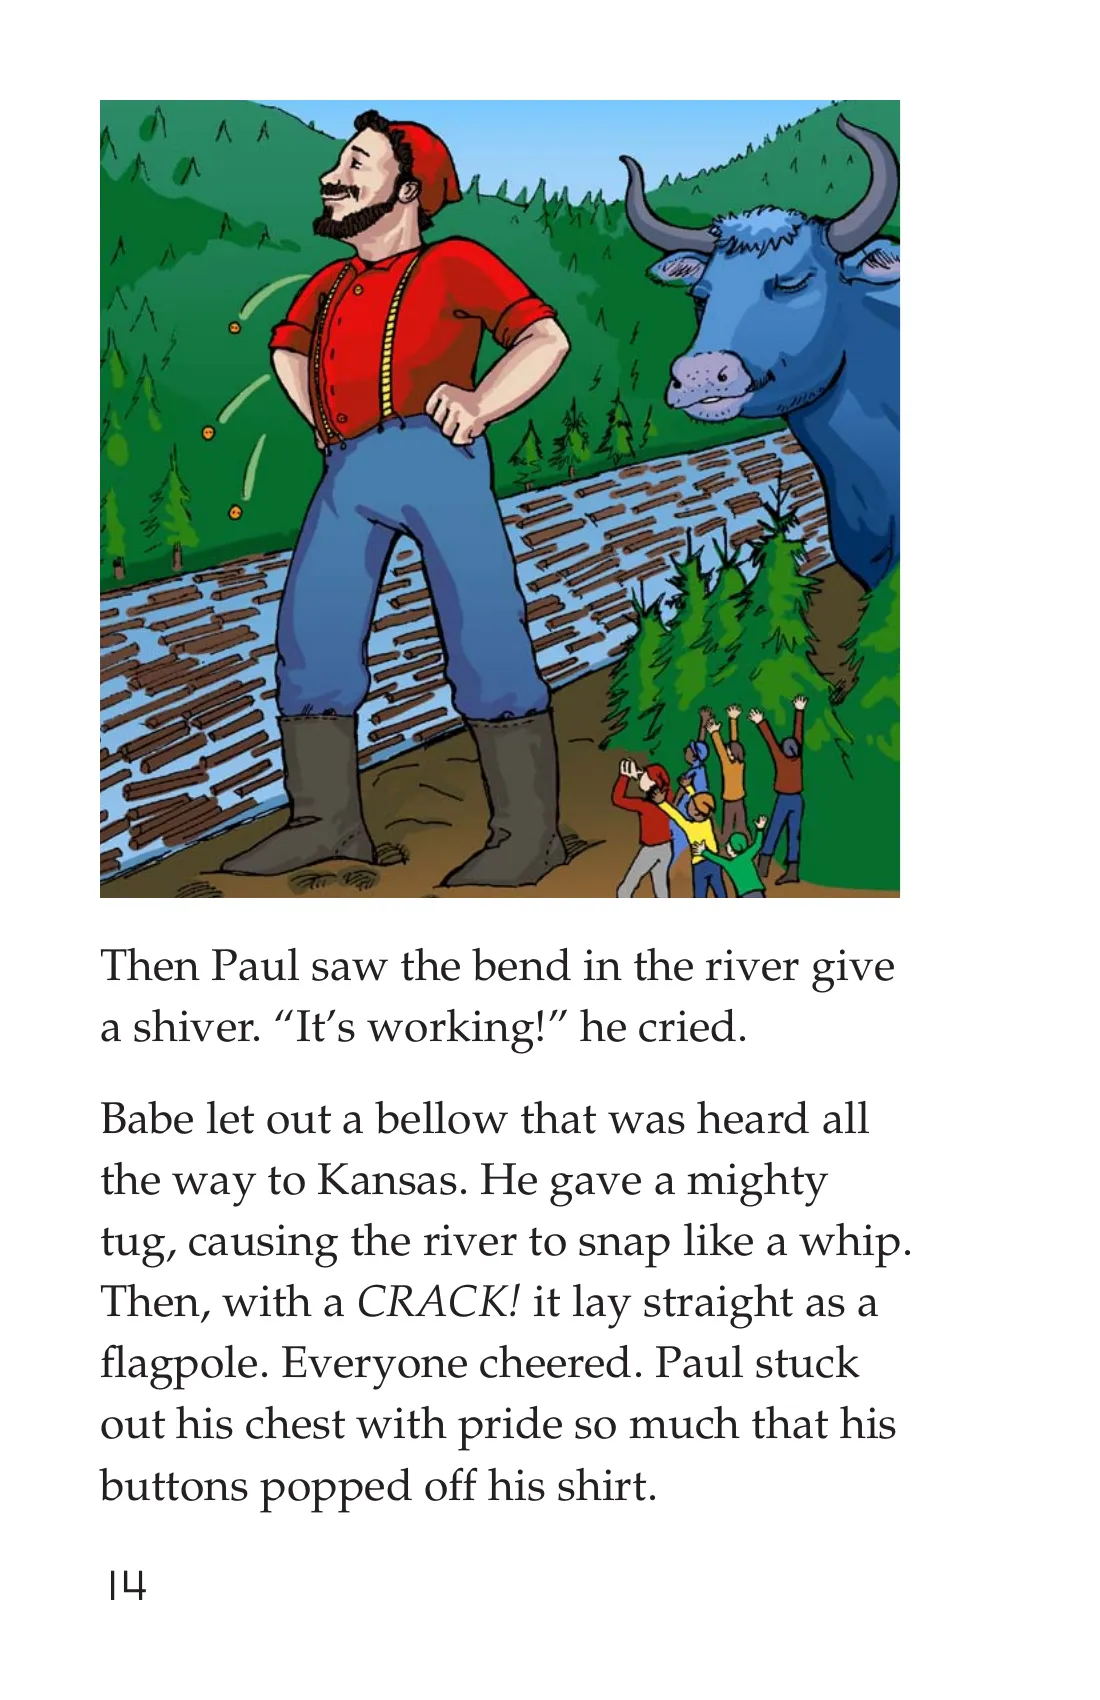 Then Paul saw the bend in the river give
a shiver. “It’s working!” he cried.
Babe let out a bellow that was heard all
the way to Kansas. He gave a mighty
tug, causing the river to snap like a whip.
Then, with a CRACK! it lay straight as a
flagpole. Everyone cheered. Paul stuck
out his chest with pride so much that his
buttons popped off his shirt.
14